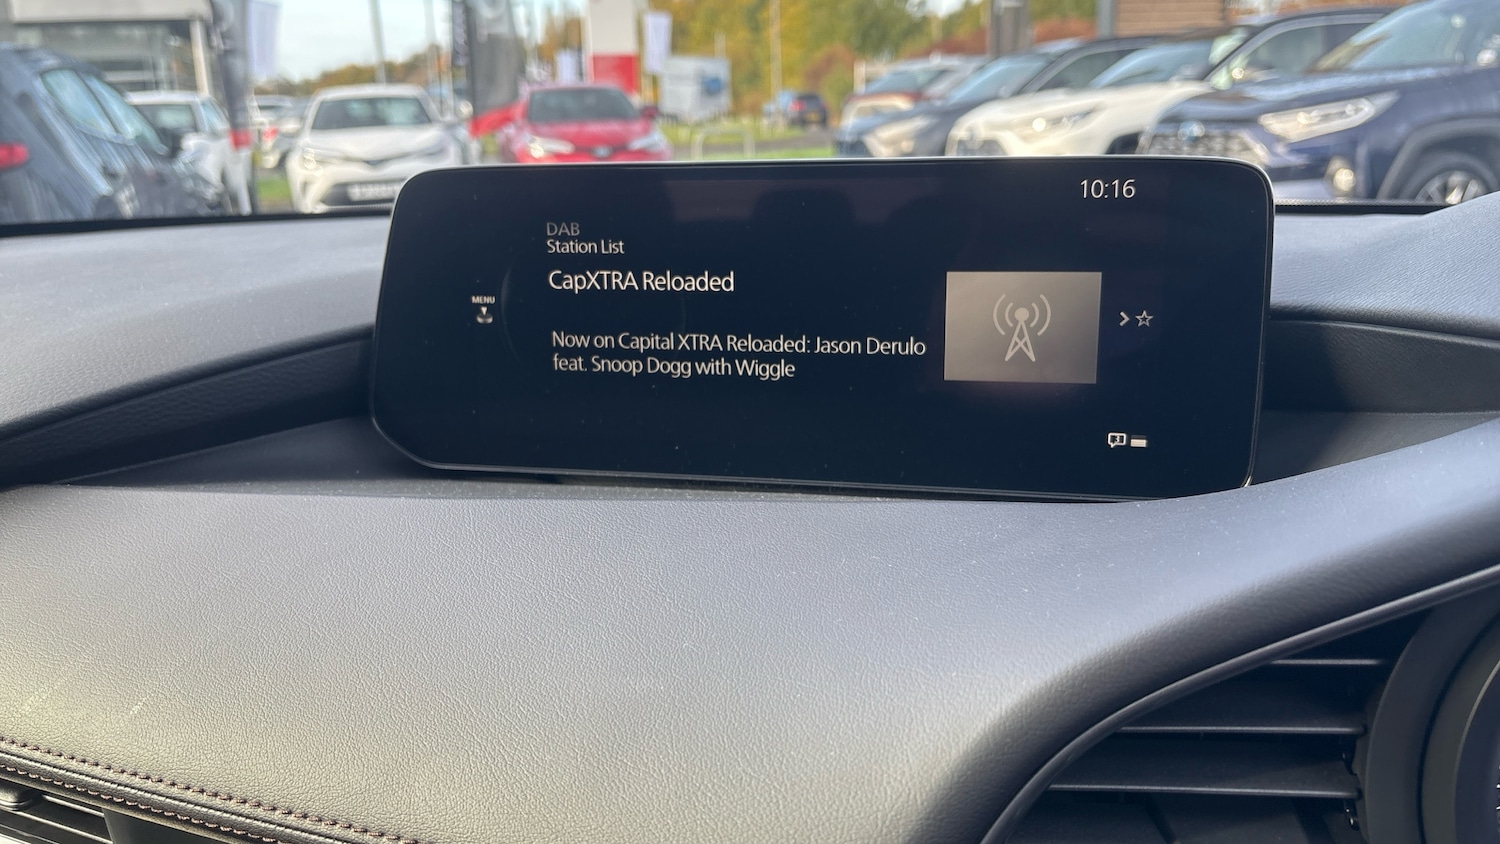 10:16
DAB
Station List
CapXTRA Reloaded
MENU
Now on Capital XTRA Reloaded: Jason Derulo
feat. Snoop Dogg with Wiggle